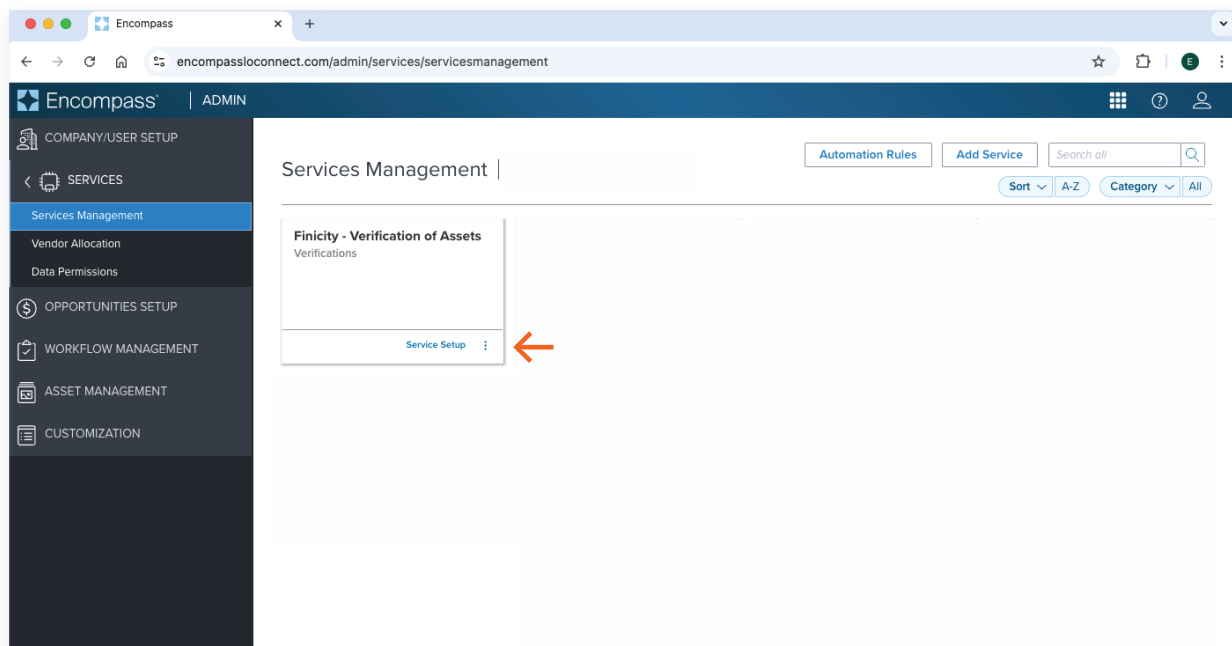 Encompass
encompassloconnect.com/admin/services/servicesmanagement
E
Encompass® | ADMIN
COMPANY/USER SETUP
SERVICES
Services Management
Vendor Allocation
Data Permissions
OPPORTUNITIES SETUP
WORKFLOW MANAGEMENT
ASSET MANAGEMENT
CUSTOMIZATION
Services Management |
Automation Rules
Add Service
Search all
Sort A-Z
Category All
Finicity - Verification of Assets
Verifications
Service Setup